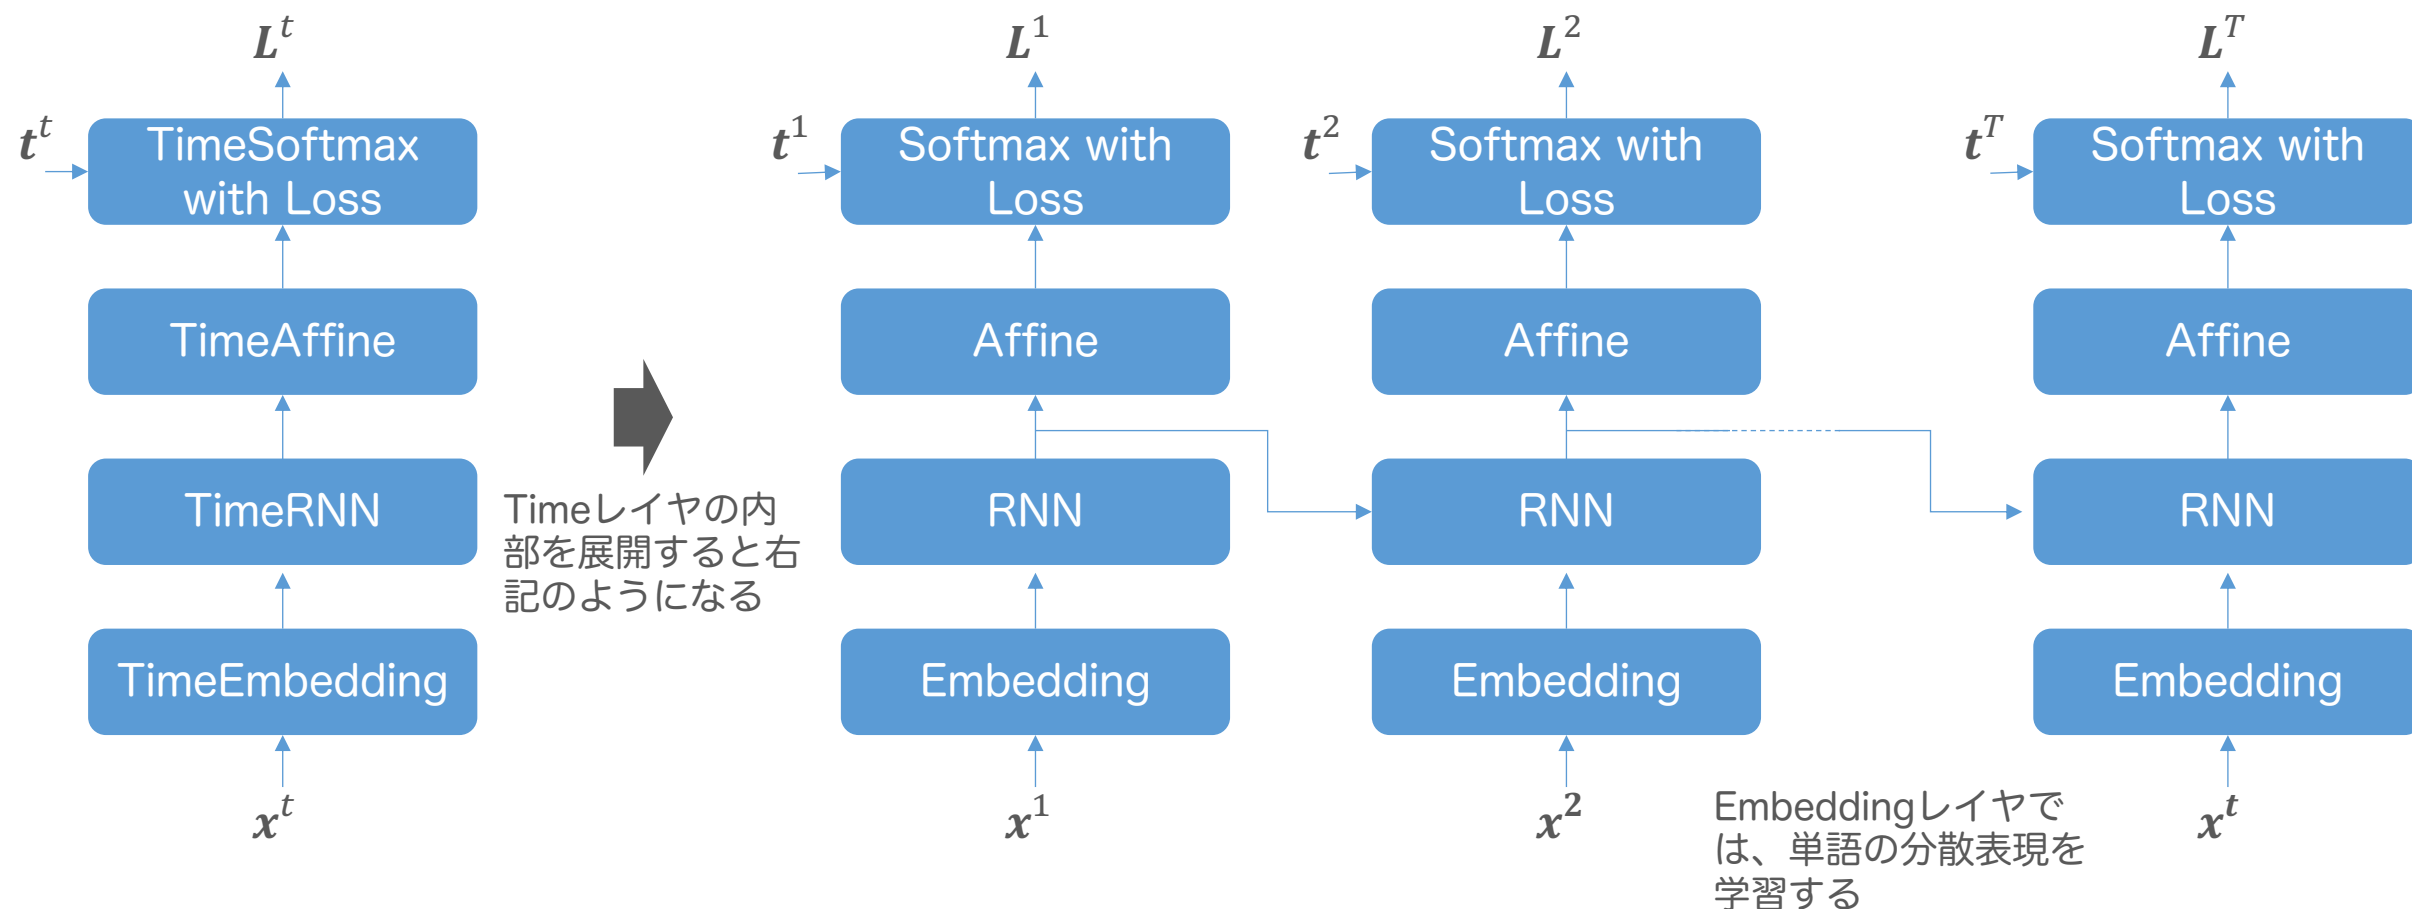 L^t
t^t
TimeSoftmax
with Loss
TimeAffine
TimeRNN
TimeEmbedding
x^t
Timeレイヤの内
部を展開すると右
記のようになる
L^1
t^1
Softmax with
Loss
Affine
RNN
Embedding
x^1
L^2
t^2
Softmax with
Loss
Affine
RNN
Embedding
x^2
Embeddingレイヤで
は、単語の分散表現を
学習する
L^T
t^T
Softmax with
Loss
Affine
RNN
Embedding
x^t